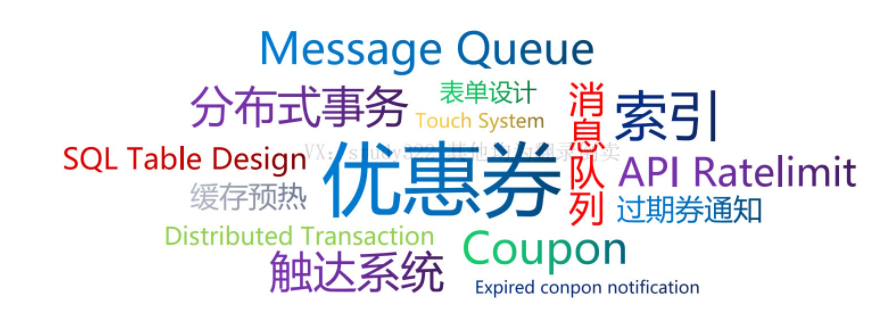 Message Queue
分布式事务
表单设计
Touch System
消息队列
索引
SQL Table Design
优惠券
API Ratelimit
缓存预热
过期券通知
Distributed Transaction
Coupon
触达系统
Expired conpon notification